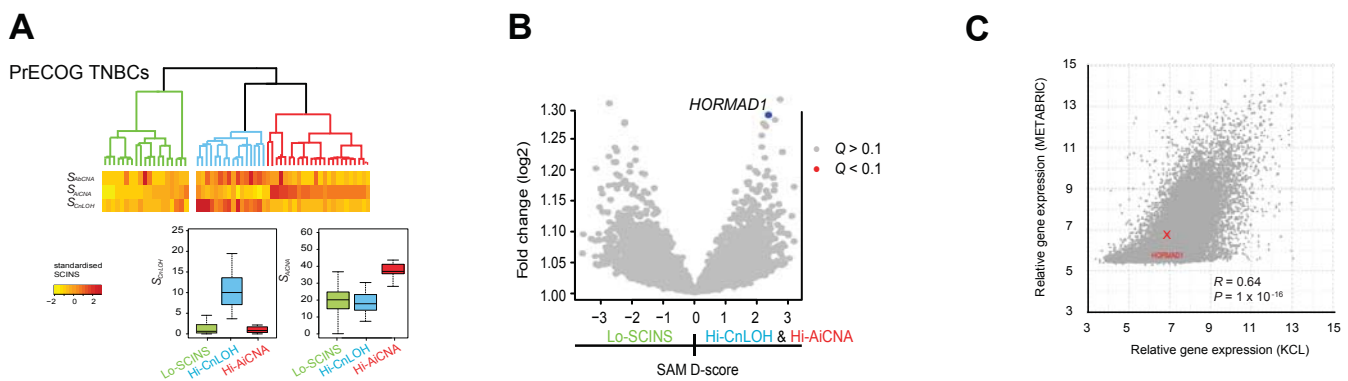 A
PrECOG TNBCs
S_AbCNA
S_AiCNA
S_CnLOH
standardised
SCINS
−2 0 2
S_CnLOH
25
20
15
10
5
0
Lo-SCINS
Hi-CnLOH
Hi-AiCNA
S_AiCNA
60
50
40
30
20
10
0
Lo-SCINS
Hi-CnLOH
Hi-AiCNA
B
HORMAD1
Fold change (log2)
1.30
1.25
1.20
1.15
1.10
1.05
1.00
Q > 0.1
Q < 0.1
−3 −2 −1 0 1 2 3
Lo-SCINS Hi-CnLOH & Hi-AiCNA
SAM D-score
C
Relative gene expression (METABRIC)
15
13
11
9
7
5
3
X
HORMAD1
R = 0.64
P = 1 x 10⁻¹⁶
3 5 7 9 11 13 15
Relative gene expression (KCL)